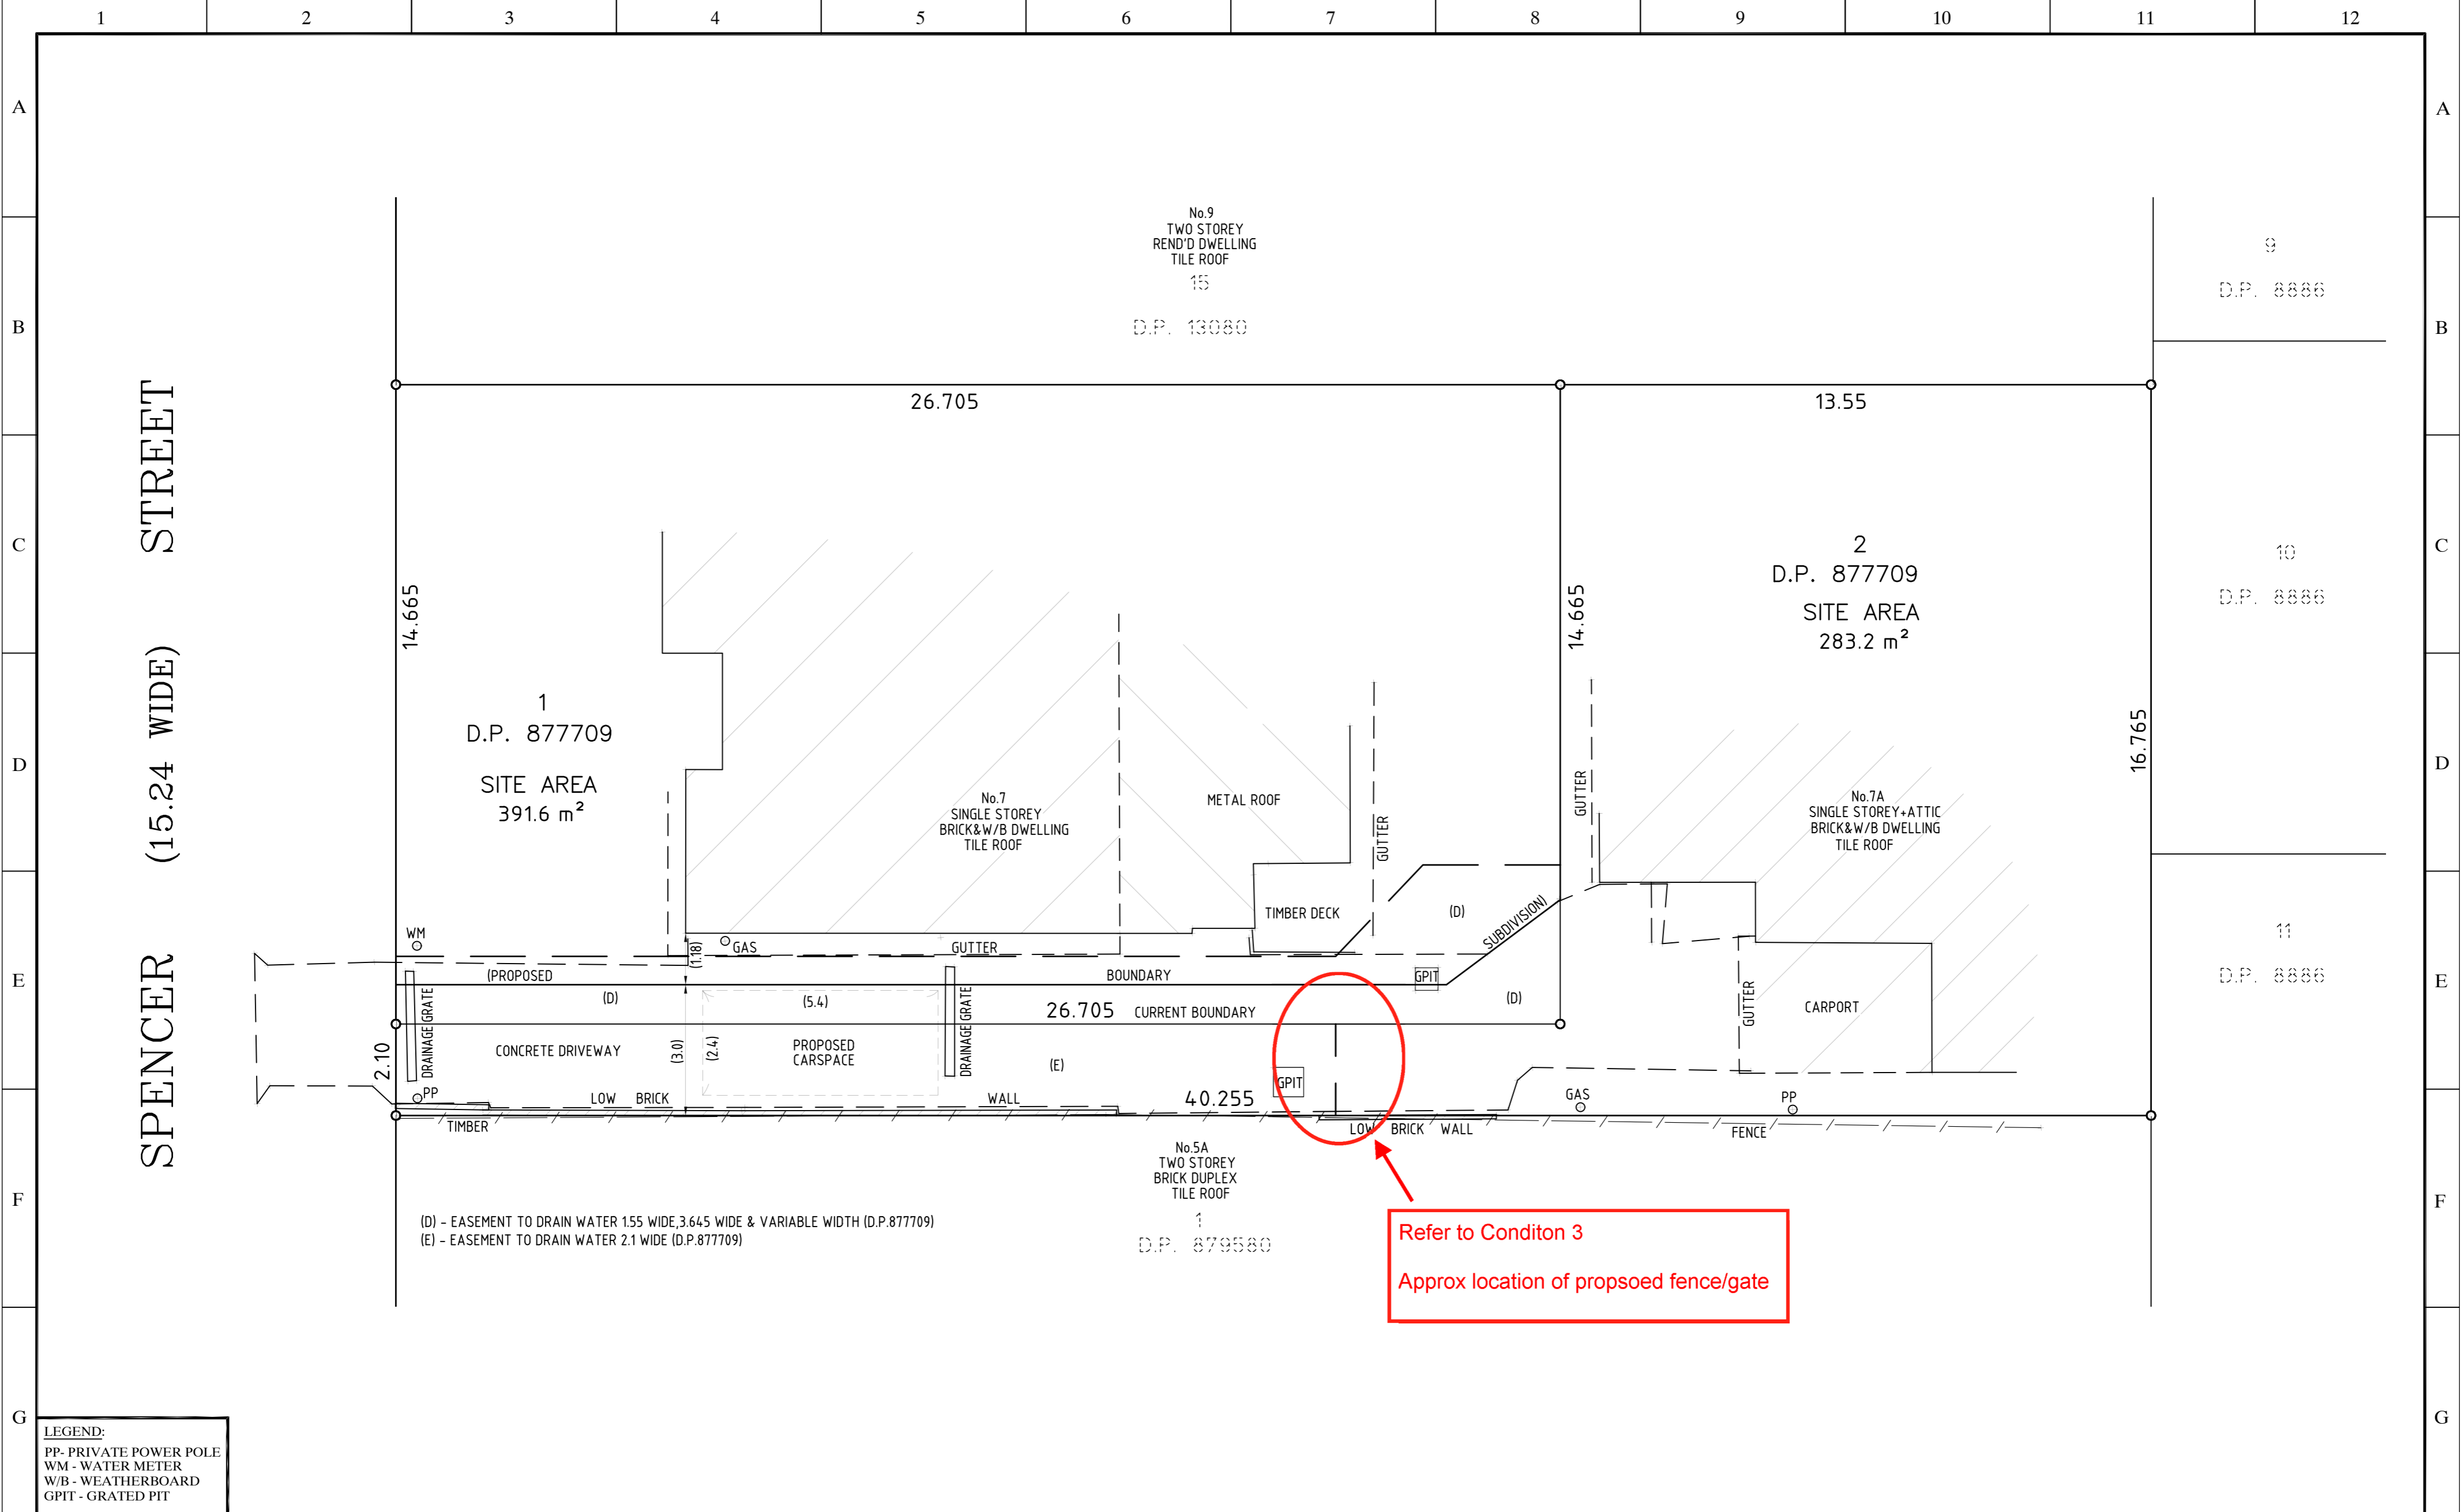 1 2 3 4 5 6 7 8 9 10 11 12
A A
B B
C C
D D
E E
F F
G G
SPENCER (15.24 WIDE) STREET
No.9
TWO STOREY
REND'D DWELLING
TILE ROOF
15
D.P. 13080
9
D.P. 8886
26.705
13.55
14.665
14.665
16.765
2
D.P. 877709
SITE AREA
283.2 m²
10
D.P. 8886
1
D.P. 877709
SITE AREA
391.6 m²
No.7
SINGLE STOREY
BRICK&W/B DWELLING
TILE ROOF
METAL ROOF
GUTTER
GUTTER
No.7A
SINGLE STOREY+ATTIC
BRICK&W/B DWELLING
TILE ROOF
TIMBER DECK
(D)
SUBDIVISION)
11
D.P. 8886
WM
GAS
GUTTER
(1.18)
(PROPOSED
BOUNDARY
GPIT
(D)
(5.4)
(D)
26.705 CURRENT BOUNDARY
DRAINAGE GRATE
DRAINAGE GRATE
GUTTER
CARPORT
2.10
CONCRETE DRIVEWAY
(3.0)
(2.4)
PROPOSED
CARSPACE
(E)
GPIT
PP
LOW BRICK
WALL
40.255
GAS
PP
TIMBER
LOW BRICK WALL
FENCE
No.5A
TWO STOREY
BRICK DUPLEX
TILE ROOF
1
D.P. 879580
(D) - EASEMENT TO DRAIN WATER 1.55 WIDE,3.645 WIDE & VARIABLE WIDTH (D.P.877709)
(E) - EASEMENT TO DRAIN WATER 2.1 WIDE (D.P.877709)
Refer to Conditon 3
Approx location of propsoed fence/gate
LEGEND:
PP- PRIVATE POWER POLE
WM - WATER METER
W/B - WEATHERBOARD
GPIT - GRATED PIT